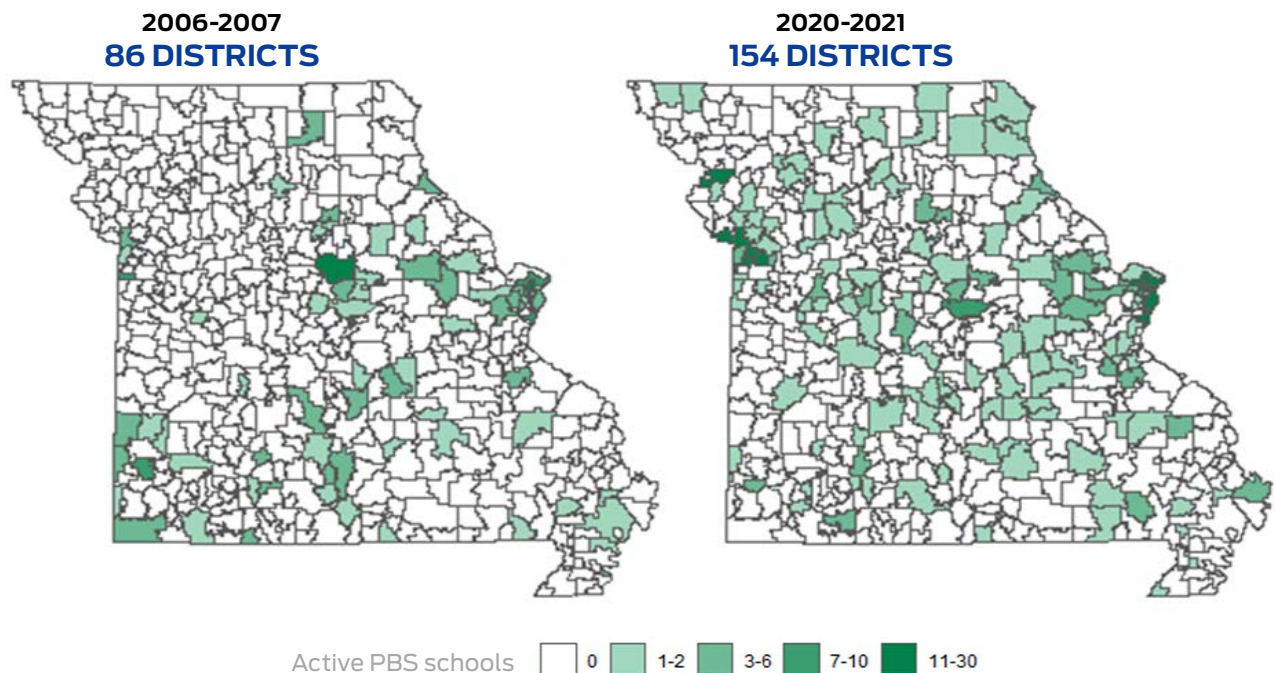 2006-2007
86 DISTRICTS
2020-2021
154 DISTRICTS
Active PBS schools 0 1-2 3-6 7-10 11-30